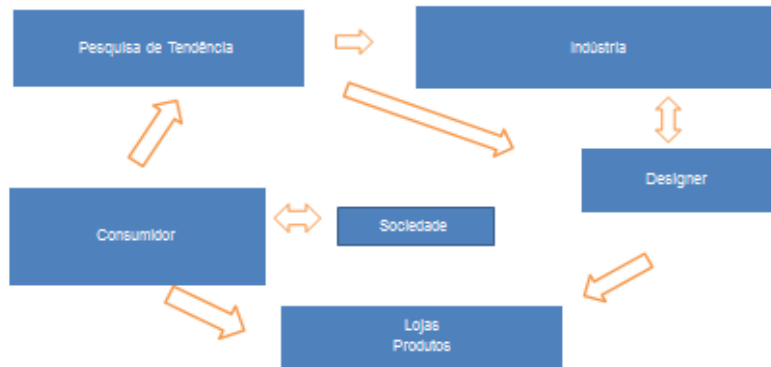 Pesquisa de Tendência
Indústria
Designer
Consumidor
Sociedade
Lojas
Produtos